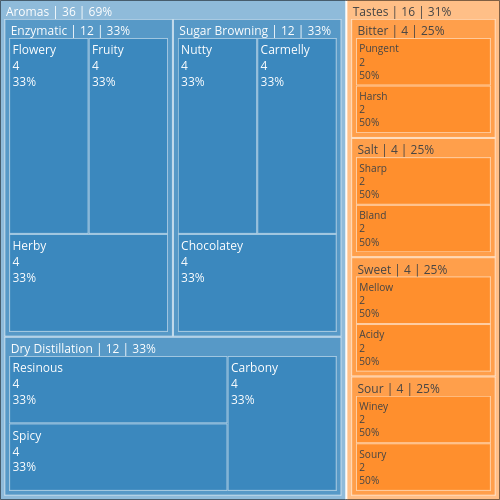 Aromas | 36 | 69%
Enzymatic | 12 | 33%
Flowery
4
33%
Fruity
4
33%
Herby
4
33%
Sugar Browning | 12 | 33%
Nutty
4
33%
Carmelly
4
33%
Chocolatey
4
33%
Dry Distillation | 12 | 33%
Resinous
4
33%
Spicy
4
33%
Carbony
4
33%
Tastes | 16 | 31%
Bitter | 4 | 25%
Pungent
2
50%
Harsh
2
50%
Salt | 4 | 25%
Sharp
2
50%
Bland
2
50%
Sweet | 4 | 25%
Mellow
2
50%
Acidy
2
50%
Sour | 4 | 25%
Winey
2
50%
Soury
2
50%